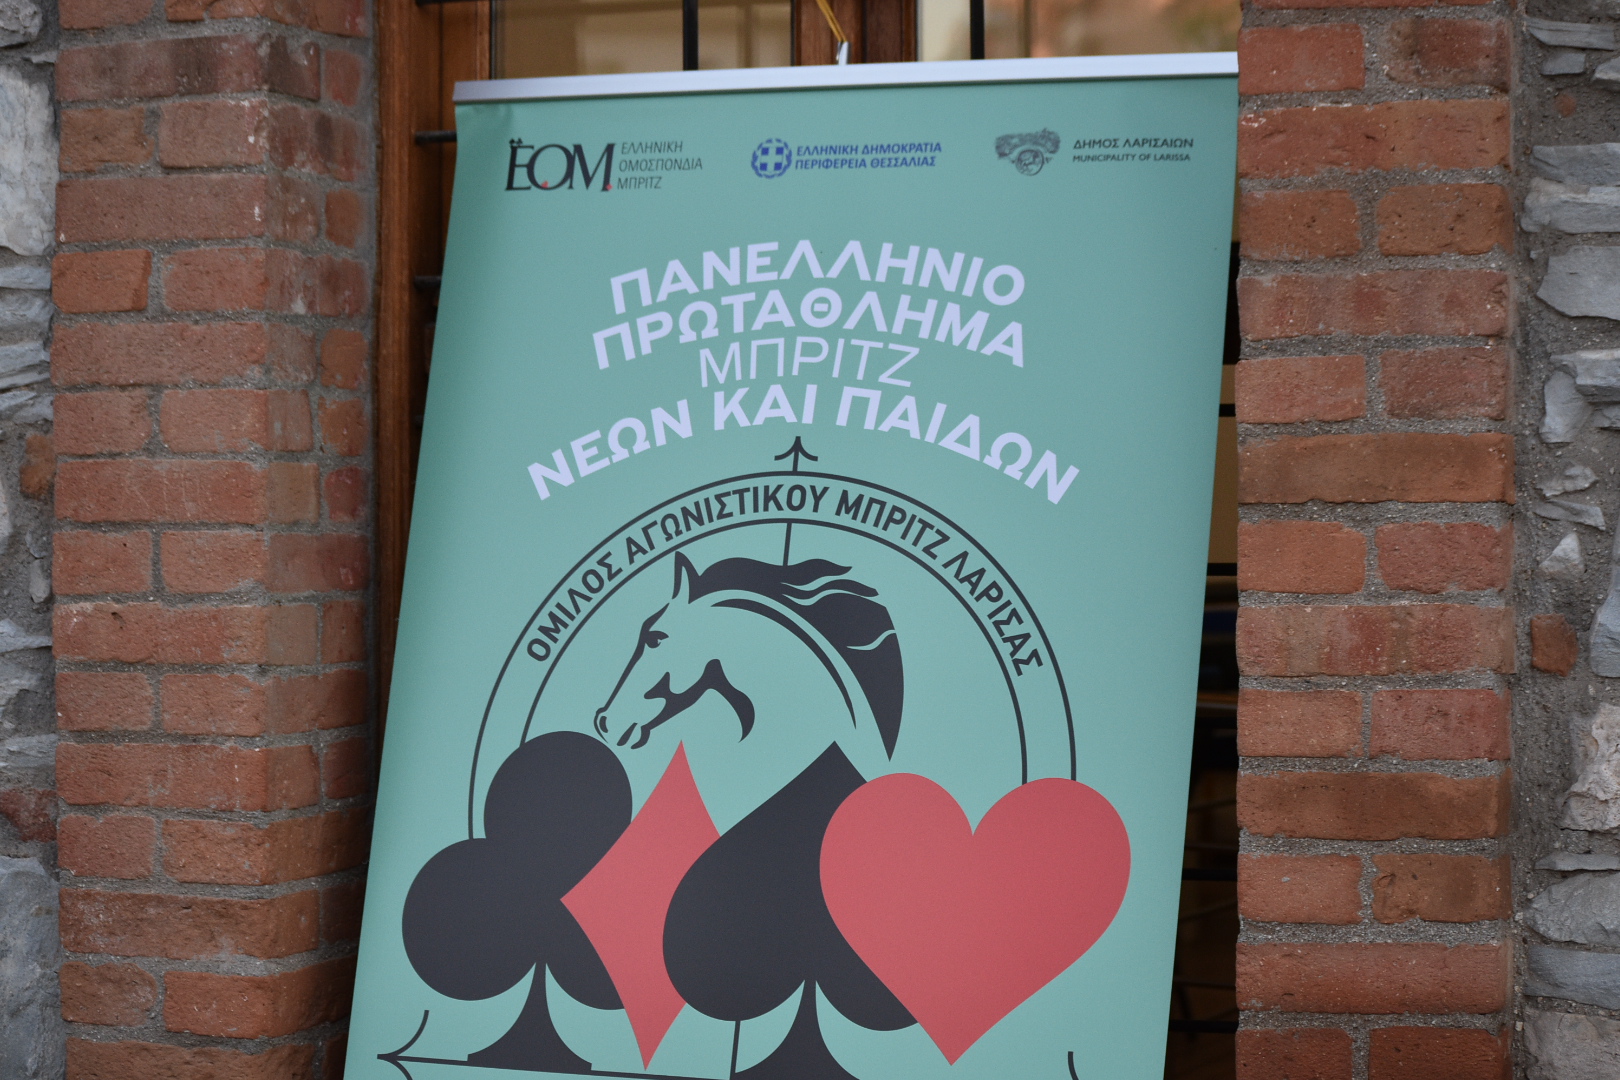 ΕΟΜ
ΕΛΛΗΝΙΚΗ
ΟΜΟΣΠΟΝΔΙΑ
ΜΠΡΙΤΖ
ΕΛΛΗΝΙΚΗ ΔΗΜΟΚΡΑΤΙΑ
ΠΕΡΙΦΕΡΕΙΑ ΘΕΣΣΑΛΙΑΣ
ΔΗΜΟΣ ΛΑΡΙΣΑΙΩΝ
MUNICIPALITY OF LARISSA
ΠΑΝΕΛΛΗΝΙΟ
ΠΡΩΤΑΘΛΗΜΑ
ΜΠΡΙΤΖ
ΝΕΩΝ ΚΑΙ ΠΑΙΔΩΝ
ΟΜΙΛΟΣ ΑΓΩΝΙΣΤΙΚΟΥ ΜΠΡΙΤΖ ΛΑΡΙΣΑΣ